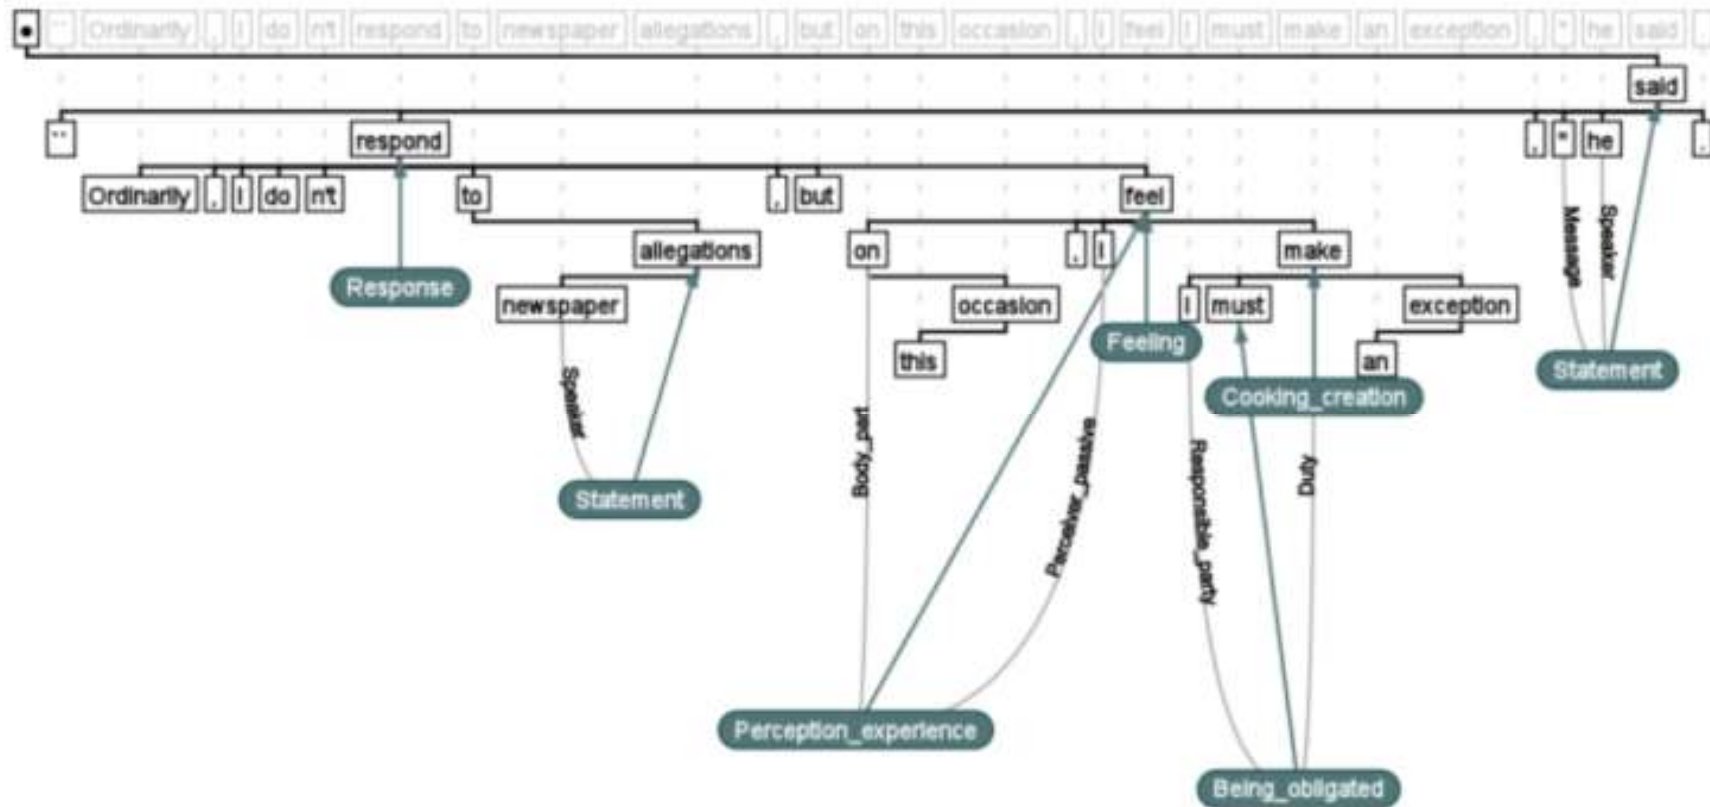 • `` Ordinarily , I do n't respond to newspaper allegations , but on this occasion , I feel I must make an exception , " he said .
said
`` respond , " he .
Ordinarily , I do n't to , but feel
allegations on , I make
Response newspaper occasion I must exception
Feeling this an Statement
Cooking_creation
Message Speaker
Speaker
Body_part Perceiver_passive Responsible_party Duty
Statement
Perception_experience
Being_obligated